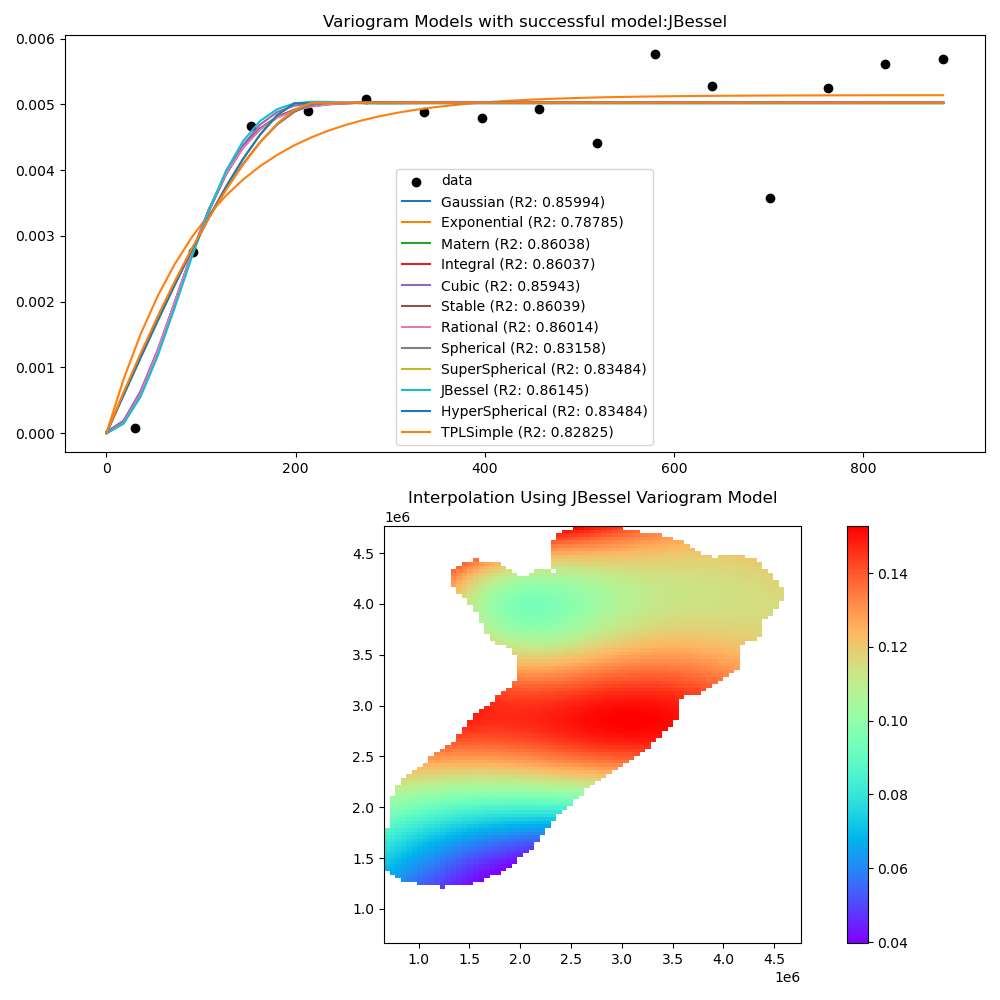 Variogram Models with successful model:JBessel
0.006
0.005
0.004
0.003
0.002
0.001
0.000
data
Gaussian (R2: 0.85994)
Exponential (R2: 0.78785)
Matern (R2: 0.86038)
Integral (R2: 0.86037)
Cubic (R2: 0.85943)
Stable (R2: 0.86039)
Rational (R2: 0.86014)
Spherical (R2: 0.83158)
SuperSpherical (R2: 0.83484)
JBessel (R2: 0.86145)
HyperSpherical (R2: 0.83484)
TPLSimple (R2: 0.82825)
0 200 400 600 800
Interpolation Using JBessel Variogram Model
1e6
4.5
4.0
3.5
3.0
2.5
2.0
1.5
1.0
1.0 1.5 2.0 2.5 3.0 3.5 4.0 4.5
1e6
0.14
0.12
0.10
0.08
0.06
0.04